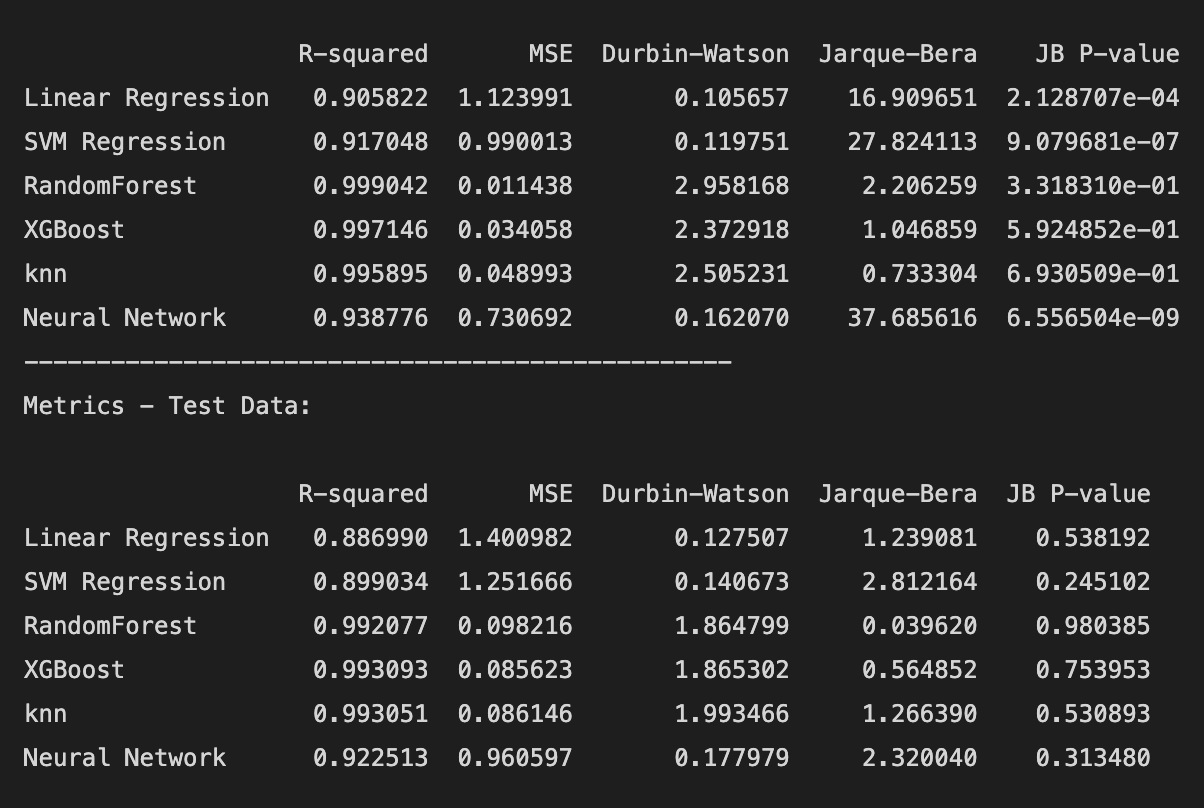 R-squared MSE Durbin-Watson Jarque-Bera JB P-value
Linear Regression 0.905822 1.123991 0.105657 16.909651 2.128707e-04
SVM Regression 0.917048 0.990013 0.119751 27.824113 9.079681e-07
RandomForest 0.999042 0.011438 2.958168 2.206259 3.318310e-01
XGBoost 0.997146 0.034058 2.372918 1.046859 5.924852e-01
knn 0.995895 0.048993 2.505231 0.733304 6.930509e-01
Neural Network 0.938776 0.730692 0.162070 37.685616 6.556504e-09
-------------------------------------------------
Metrics - Test Data:
R-squared MSE Durbin-Watson Jarque-Bera JB P-value
Linear Regression 0.886990 1.400982 0.127507 1.239081 0.538192
SVM Regression 0.899034 1.251666 0.140673 2.812164 0.245102
RandomForest 0.992077 0.098216 1.864799 0.039620 0.980385
XGBoost 0.993093 0.085623 1.865302 0.564852 0.753953
knn 0.993051 0.086146 1.993466 1.266390 0.530893
Neural Network 0.922513 0.960597 0.177979 2.320040 0.313480